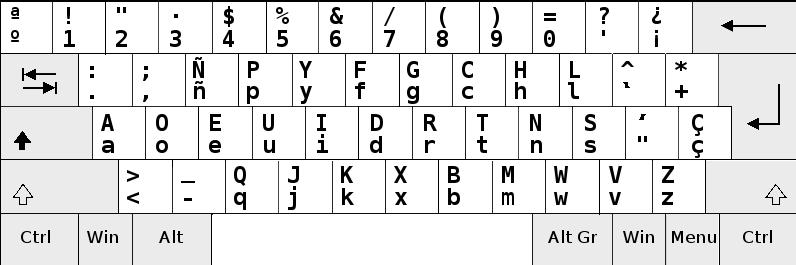 ª ! " · $ % & / ( ) = ? ¿
º 1 2 3 4 5 6 7 8 9 0 ' ¡
: ; Ñ P Y F G C H L ^ *
. , ñ p y f g c h l ` +
A O E U I D R T N S ´ Ç
a o e u i d r t n s " ç
> _ Q J K X B M W V Z
< - q j k x b m w v z
Ctrl Win Alt Alt Gr Win Menu Ctrl